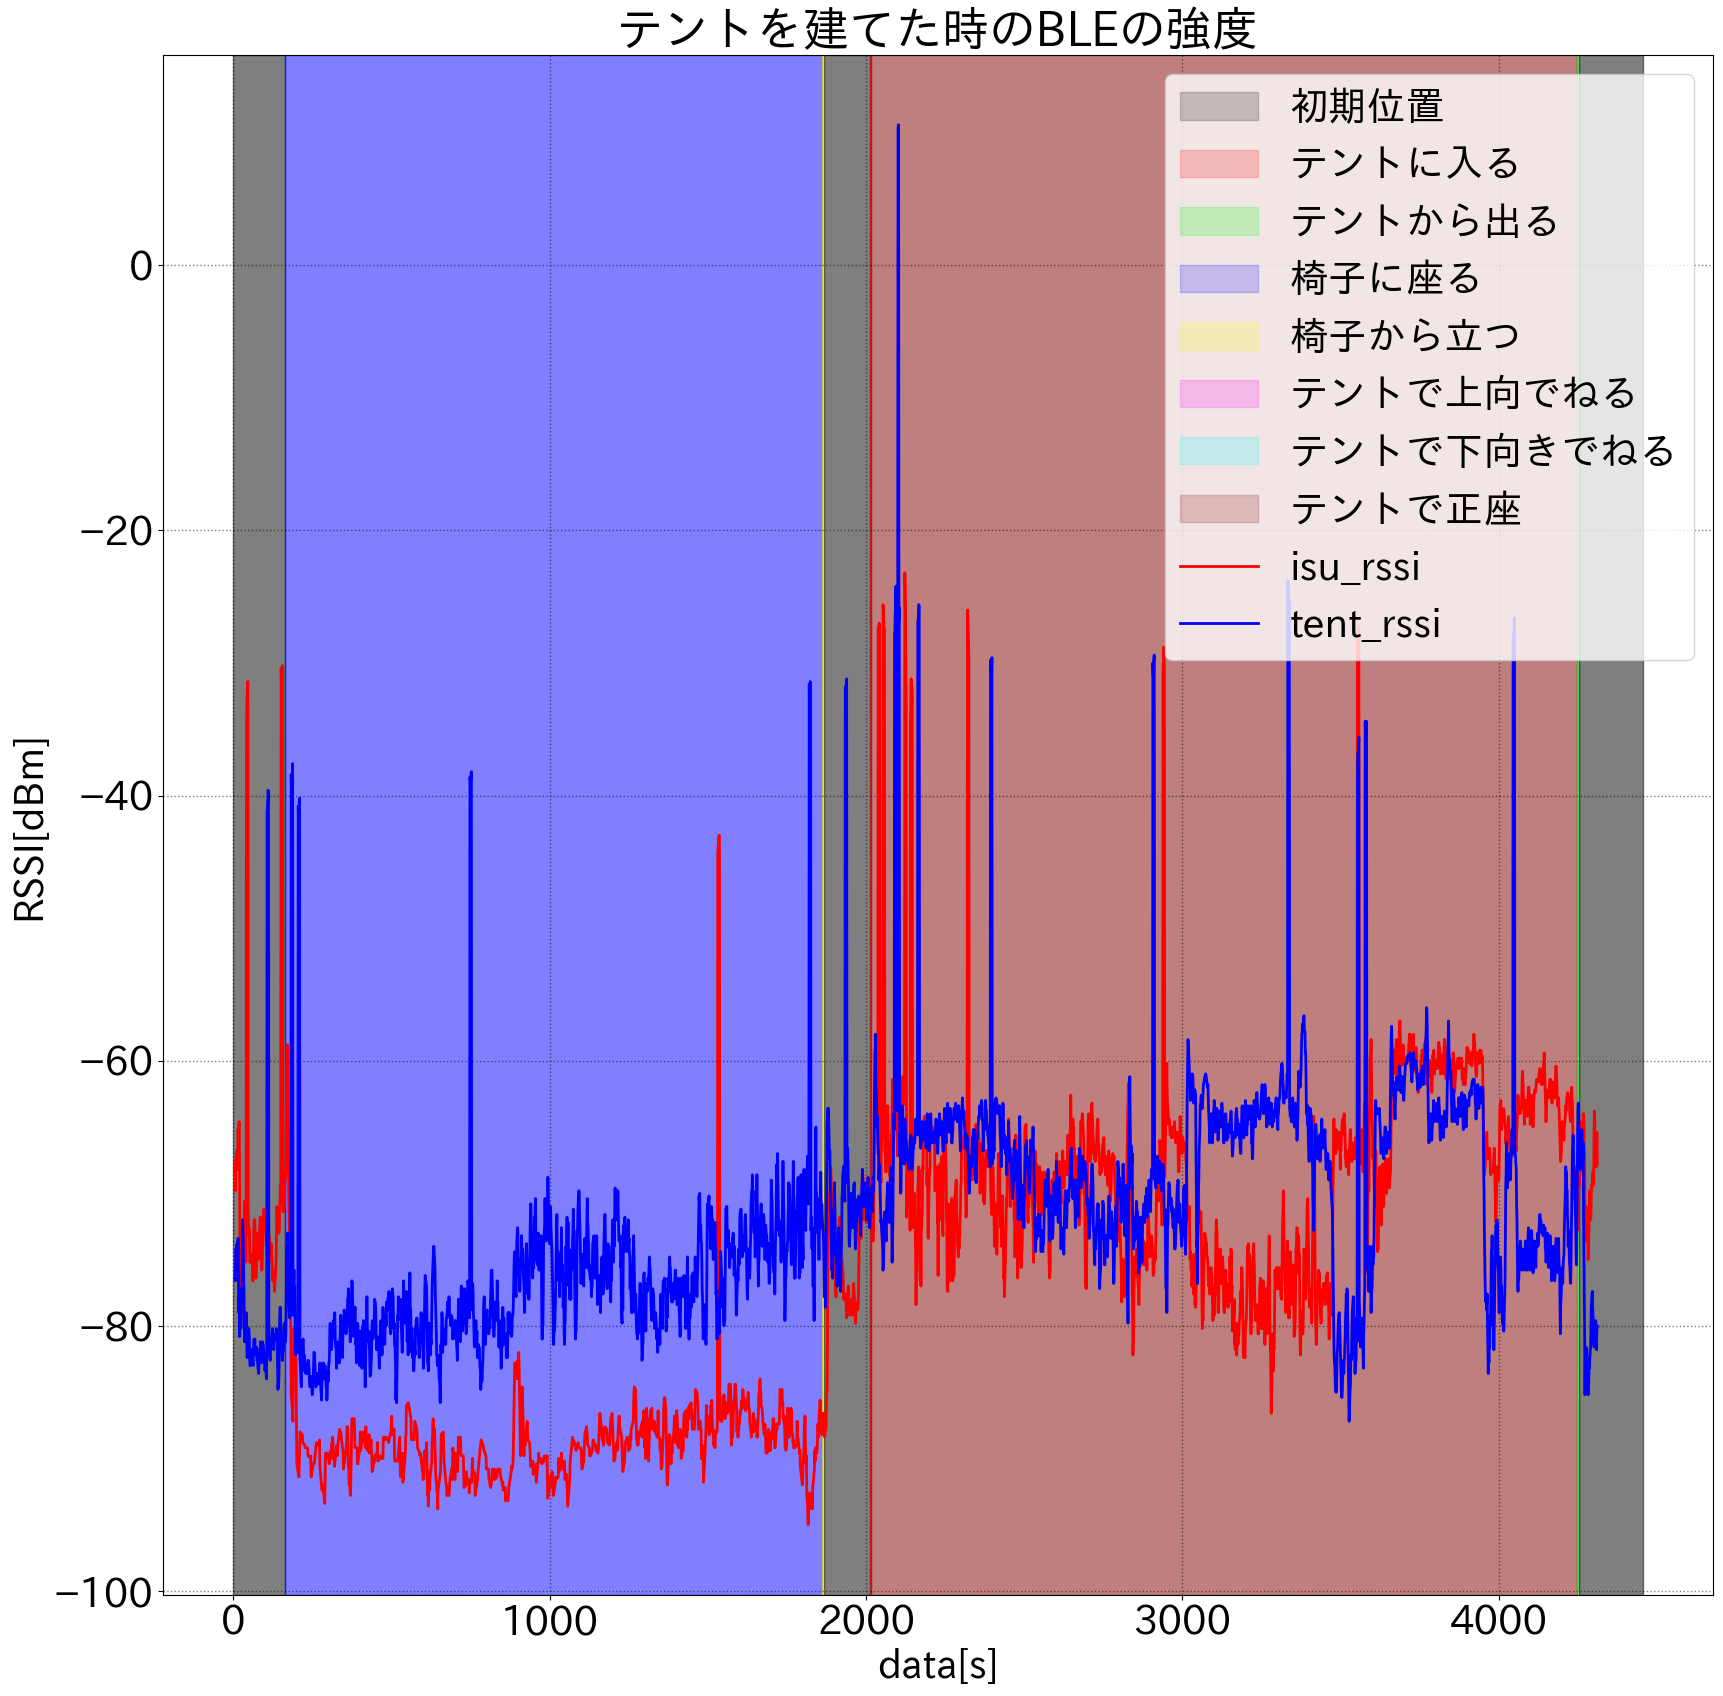 テントを建てた時のBLEの強度
初期位置
テントに入る
テントから出る
椅子に座る
椅子から立つ
テントで上向でねる
テントで下向きでねる
テントで正座
isu_rssi
tent_rssi
RSSI[dBm]
0
−20
−40
−60
−80
−100
0 1000 2000 3000 4000
data[s]